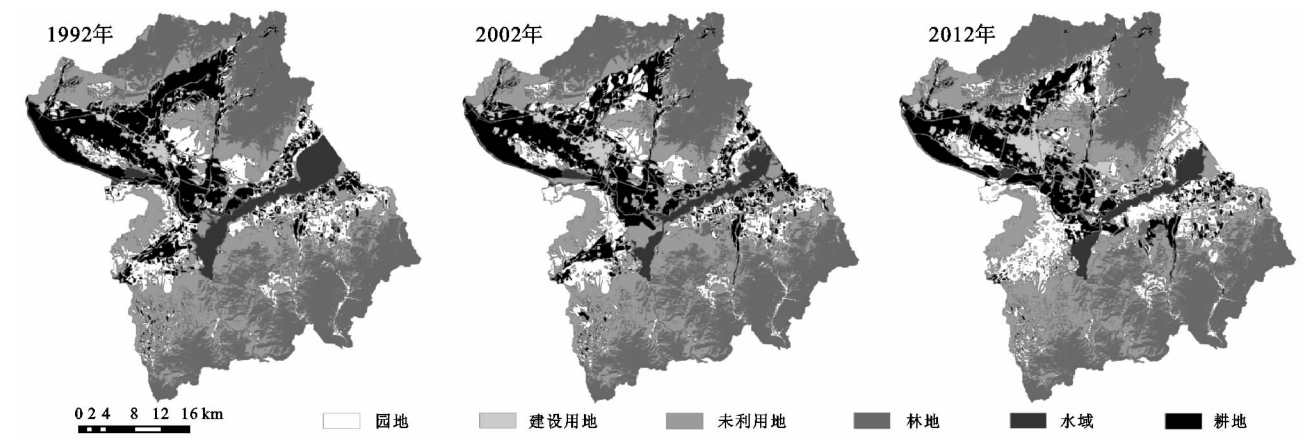 1992年
2002年
2012年
0 2 4 8 12 16 km
园地
建设用地
未利用地
林地
水域
耕地